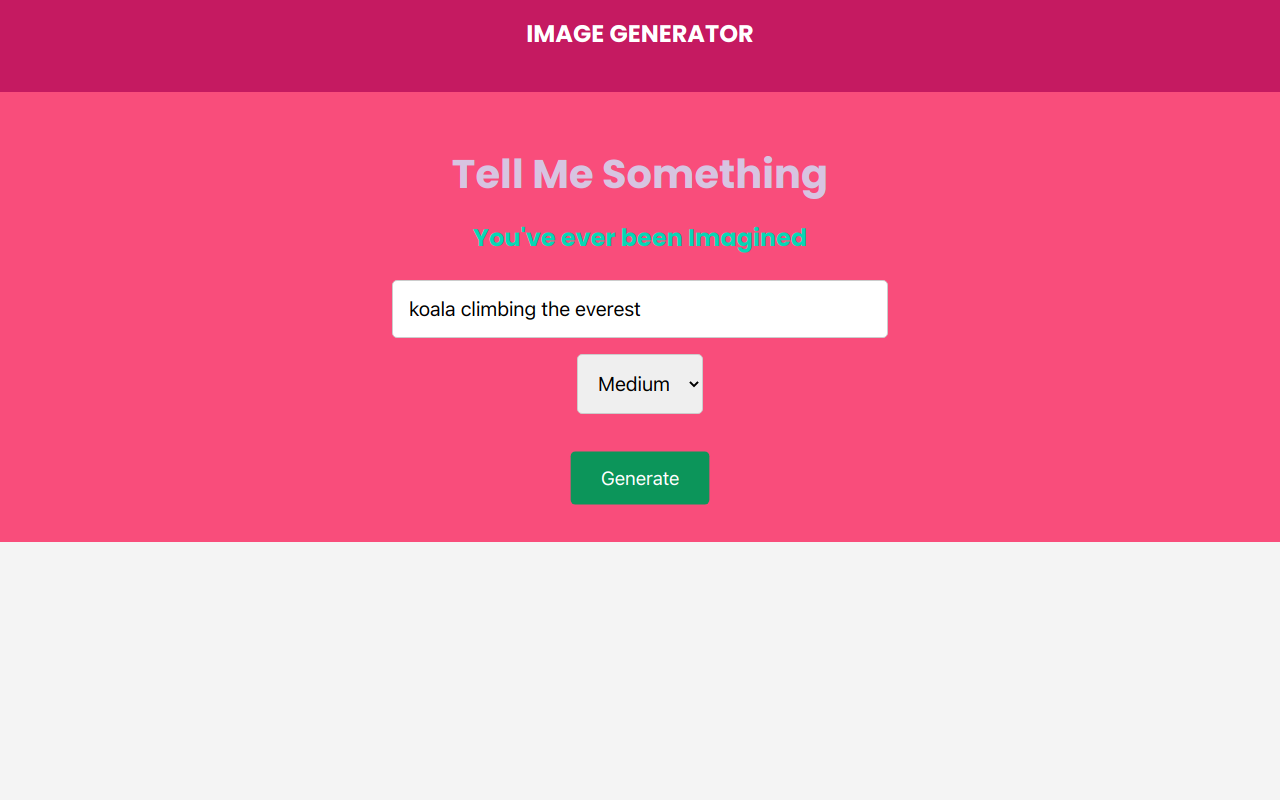 IMAGE GENERATOR
Tell Me Something
You've ever been Imagined
koala climbing the everest
Medium
Generate